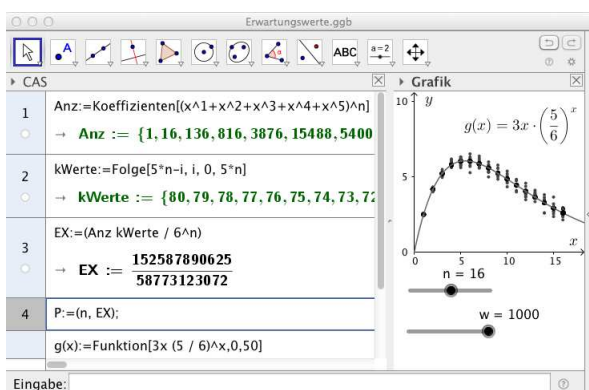 Erwartungswerte.ggb
A
ABC
a=2
CAS
1
Anz:=Koeffizienten[(x^1+x^2+x^3+x^4+x^5)^n]
→ Anz := {1, 16, 136, 816, 3876, 15488, 5400
2
kWerte:=Folge[5*n-i, i, 0, 5*n]
→ kWerte := {80, 79, 78, 77, 76, 75, 74, 73, 72
3
EX:=(Anz kWerte / 6^n)
→ EX := 152587890625 / 58773123072
4
P:=(n, EX);
g(x):=Funktion[3x (5 / 6)^x,0,50]
Eingabe:
Grafik
10
y
g(x) = 3x · (5/6)^x
5
x
0
0 5 10 15
n = 16
w = 1000